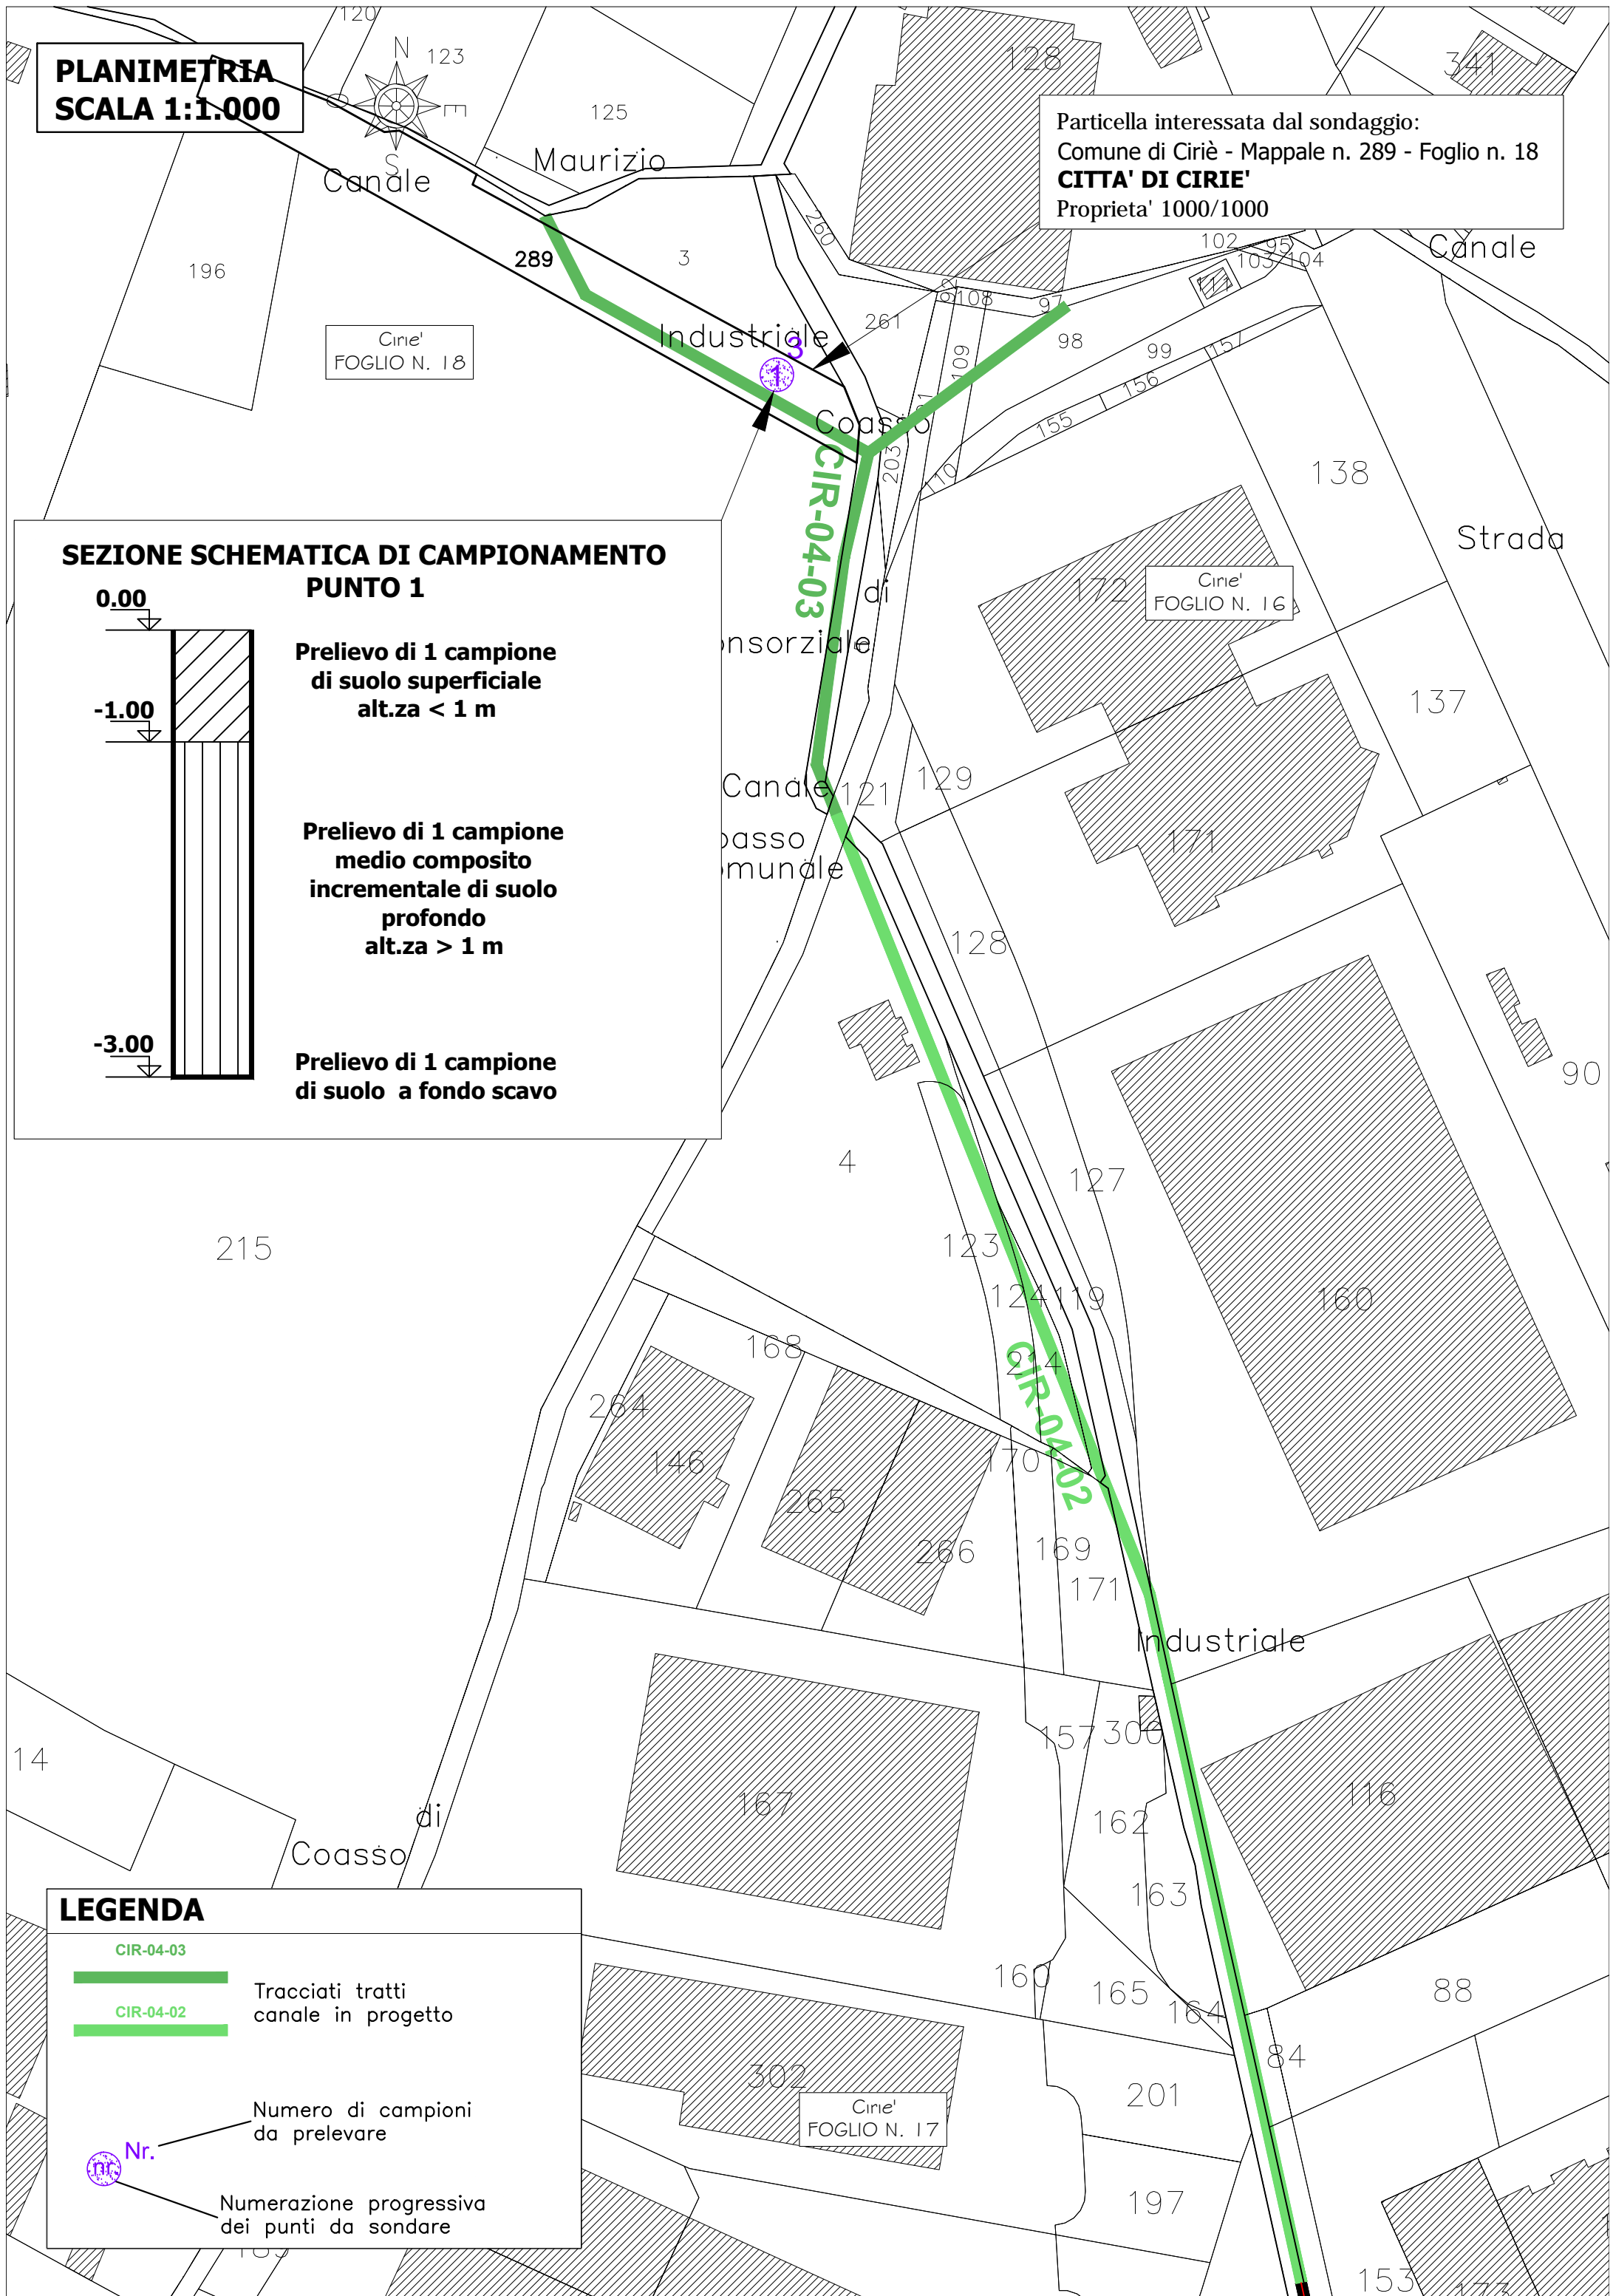 120
N
123
PLANIMETRIA
SCALA 1:1.000
O
E
S
125
128
341
Particella interessata dal sondaggio:
Comune di Ciriè - Mappale n. 289 - Foglio n. 18
CITTA' DI CIRIE'
Proprieta' 1000/1000
Maurizio
Canale
260
102
95
103
104
Canale
196
289
3
111
108
97
261
98
Industriale
3
1
Cirie'
FOGLIO N. 18
109
99
157
156
155
Coasso
203
110
138
CIR-04-03
Strada
SEZIONE SCHEMATICA DI CAMPIONAMENTO
PUNTO 1
0.00
Prelievo di 1 campione
di suolo superficiale
alt.za < 1 m
-1.00
Prelievo di 1 campione
medio composito
incrementale di suolo
profondo
alt.za > 1 m
-3.00
Prelievo di 1 campione
di suolo a fondo scavo
di
172
Cirie'
FOGLIO N. 16
onsorziale
137
129
Canale
121
oasso
171
omunale
128
90
4
127
215
123
124
119
160
168
214
CIR-04-02
264
146
170
265
266
169
171
Industriale
157
300
14
116
167
di
162
Coasso
163
LEGENDA
CIR-04-03
Tracciati tratti
canale in progetto
CIR-04-02
Numero di campioni
da prelevare
Nr.
nr.
Numerazione progressiva
dei punti da sondare
160
165
164
88
84
302
201
Cirie'
FOGLIO N. 17
197
153
173